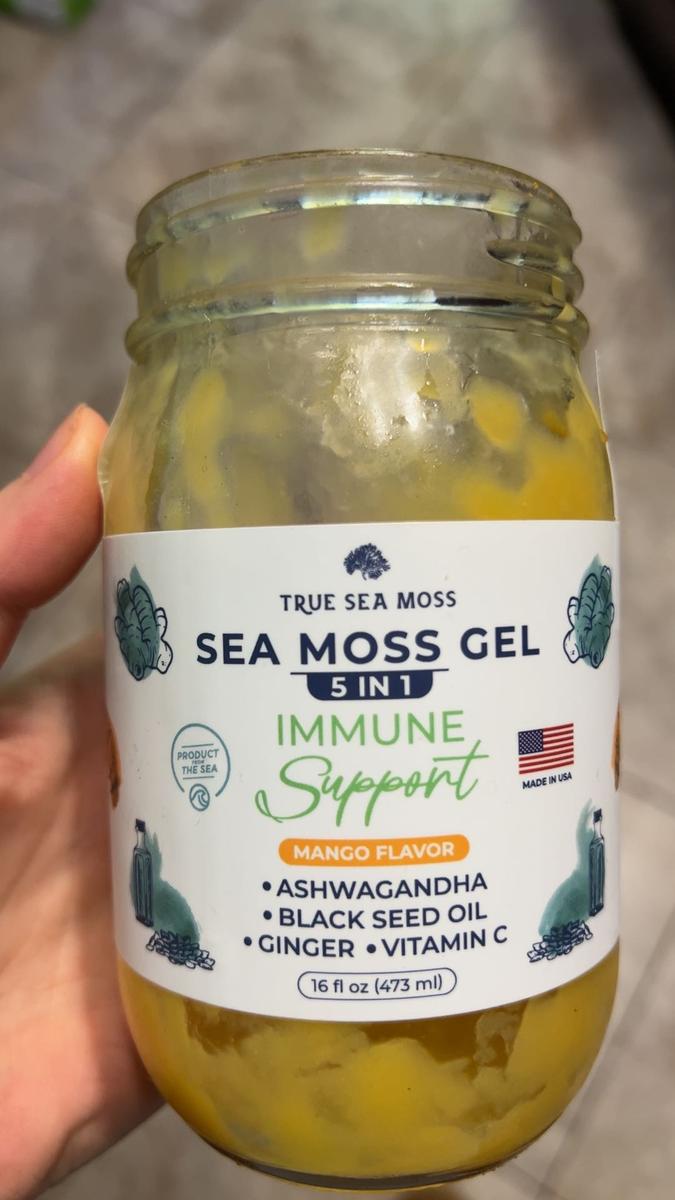 TRUE SEA MOSS
SEA MOSS GEL
5 IN 1
IMMUNE
Support
PRODUCT
FROM
THE SEA
MADE IN USA
MANGO FLAVOR
•ASHWAGANDHA
•BLACK SEED OIL
•GINGER •VITAMIN C
16 fl oz (473 ml)